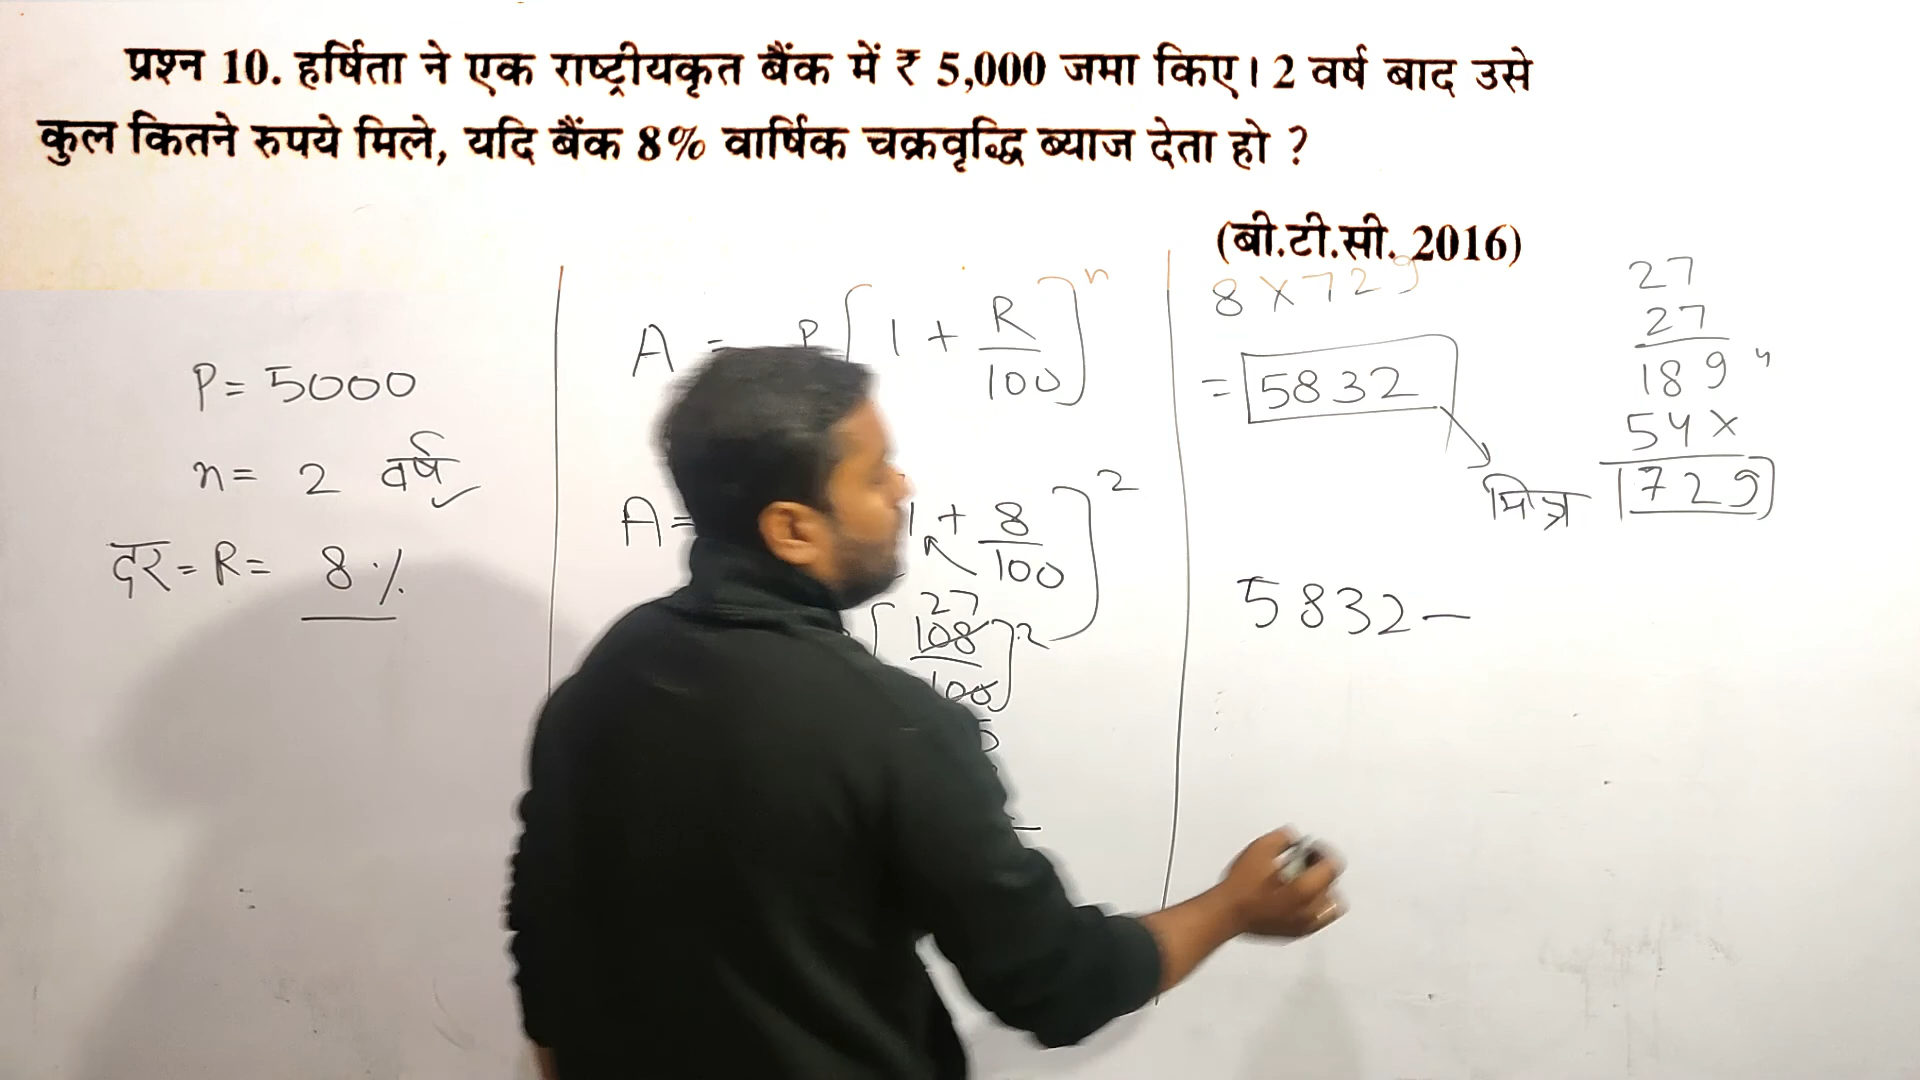 प्रश्न 10. हर्षिता ने एक राष्ट्रीयकृत बैंक में ₹ 5,000 जमा किए। 2 वर्ष बाद उसे
कुल कितने रुपये मिले, यदि बैंक 8% वार्षिक चक्रवृद्धि ब्याज देता हो ?
(बी.टी.सी. 2016)
P = 5000
n = 2 वर्ष
दर = R = 8 %
A = P [ 1 + R/100 ]^n
A = 1 + 8/100 ]^2
27
[ 108/100 ]^2
8 × 729
= 5832
5832 –
27
27
189
54×
729